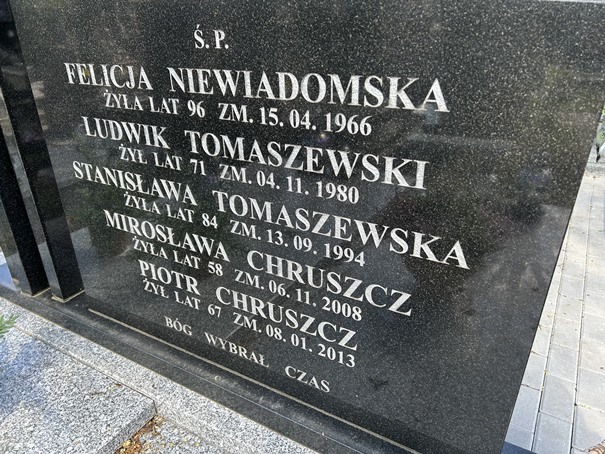 Ś. P.
FELICJA NIEWIADOMSKA
ŻYŁA LAT 96 ZM. 15. 04. 1966
LUDWIK TOMASZEWSKI
ŻYŁ LAT 71 ZM. 04. 11. 1980
STANISŁAWA TOMASZEWSKA
ŻYŁA LAT 84 ZM. 13. 09. 1994
MIROSŁAWA CHRUSZCZ
ŻYŁA LAT 58 ZM. 06. 11. 2008
PIOTR CHRUSZCZ
ŻYŁ LAT 67 ZM. 08. 01. 2013
BÓG WYBRAŁ CZAS